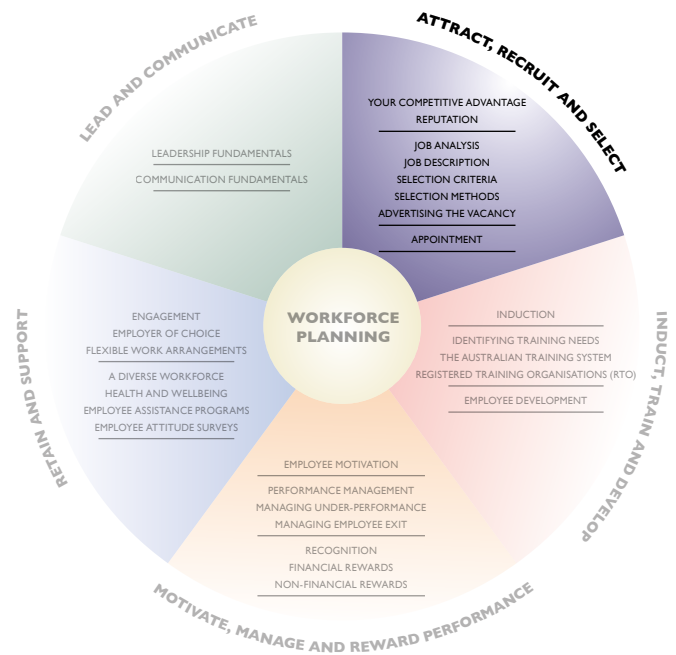 ATTRACT, RECRUIT AND SELECT
YOUR COMPETITIVE ADVANTAGE
REPUTATION
JOB ANALYSIS
JOB DESCRIPTION
SELECTION CRITERIA
SELECTION METHODS
ADVERTISING THE VACANCY
APPOINTMENT
INDUCT, TRAIN AND DEVELOP
INDUCTION
IDENTIFYING TRAINING NEEDS
THE AUSTRALIAN TRAINING SYSTEM
REGISTERED TRAINING ORGANISATIONS (RTO)
EMPLOYEE DEVELOPMENT
MOTIVATE, MANAGE AND REWARD PERFORMANCE
EMPLOYEE MOTIVATION
PERFORMANCE MANAGEMENT
MANAGING UNDER-PERFORMANCE
MANAGING EMPLOYEE EXIT
RECOGNITION
FINANCIAL REWARDS
NON-FINANCIAL REWARDS
RETAIN AND SUPPORT
ENGAGEMENT
EMPLOYER OF CHOICE
FLEXIBLE WORK ARRANGEMENTS
A DIVERSE WORKFORCE
HEALTH AND WELLBEING
EMPLOYEE ASSISTANCE PROGRAMS
EMPLOYEE ATTITUDE SURVEYS
LEAD AND COMMUNICATE
LEADERSHIP FUNDAMENTALS
COMMUNICATION FUNDAMENTALS
WORKFORCE
PLANNING